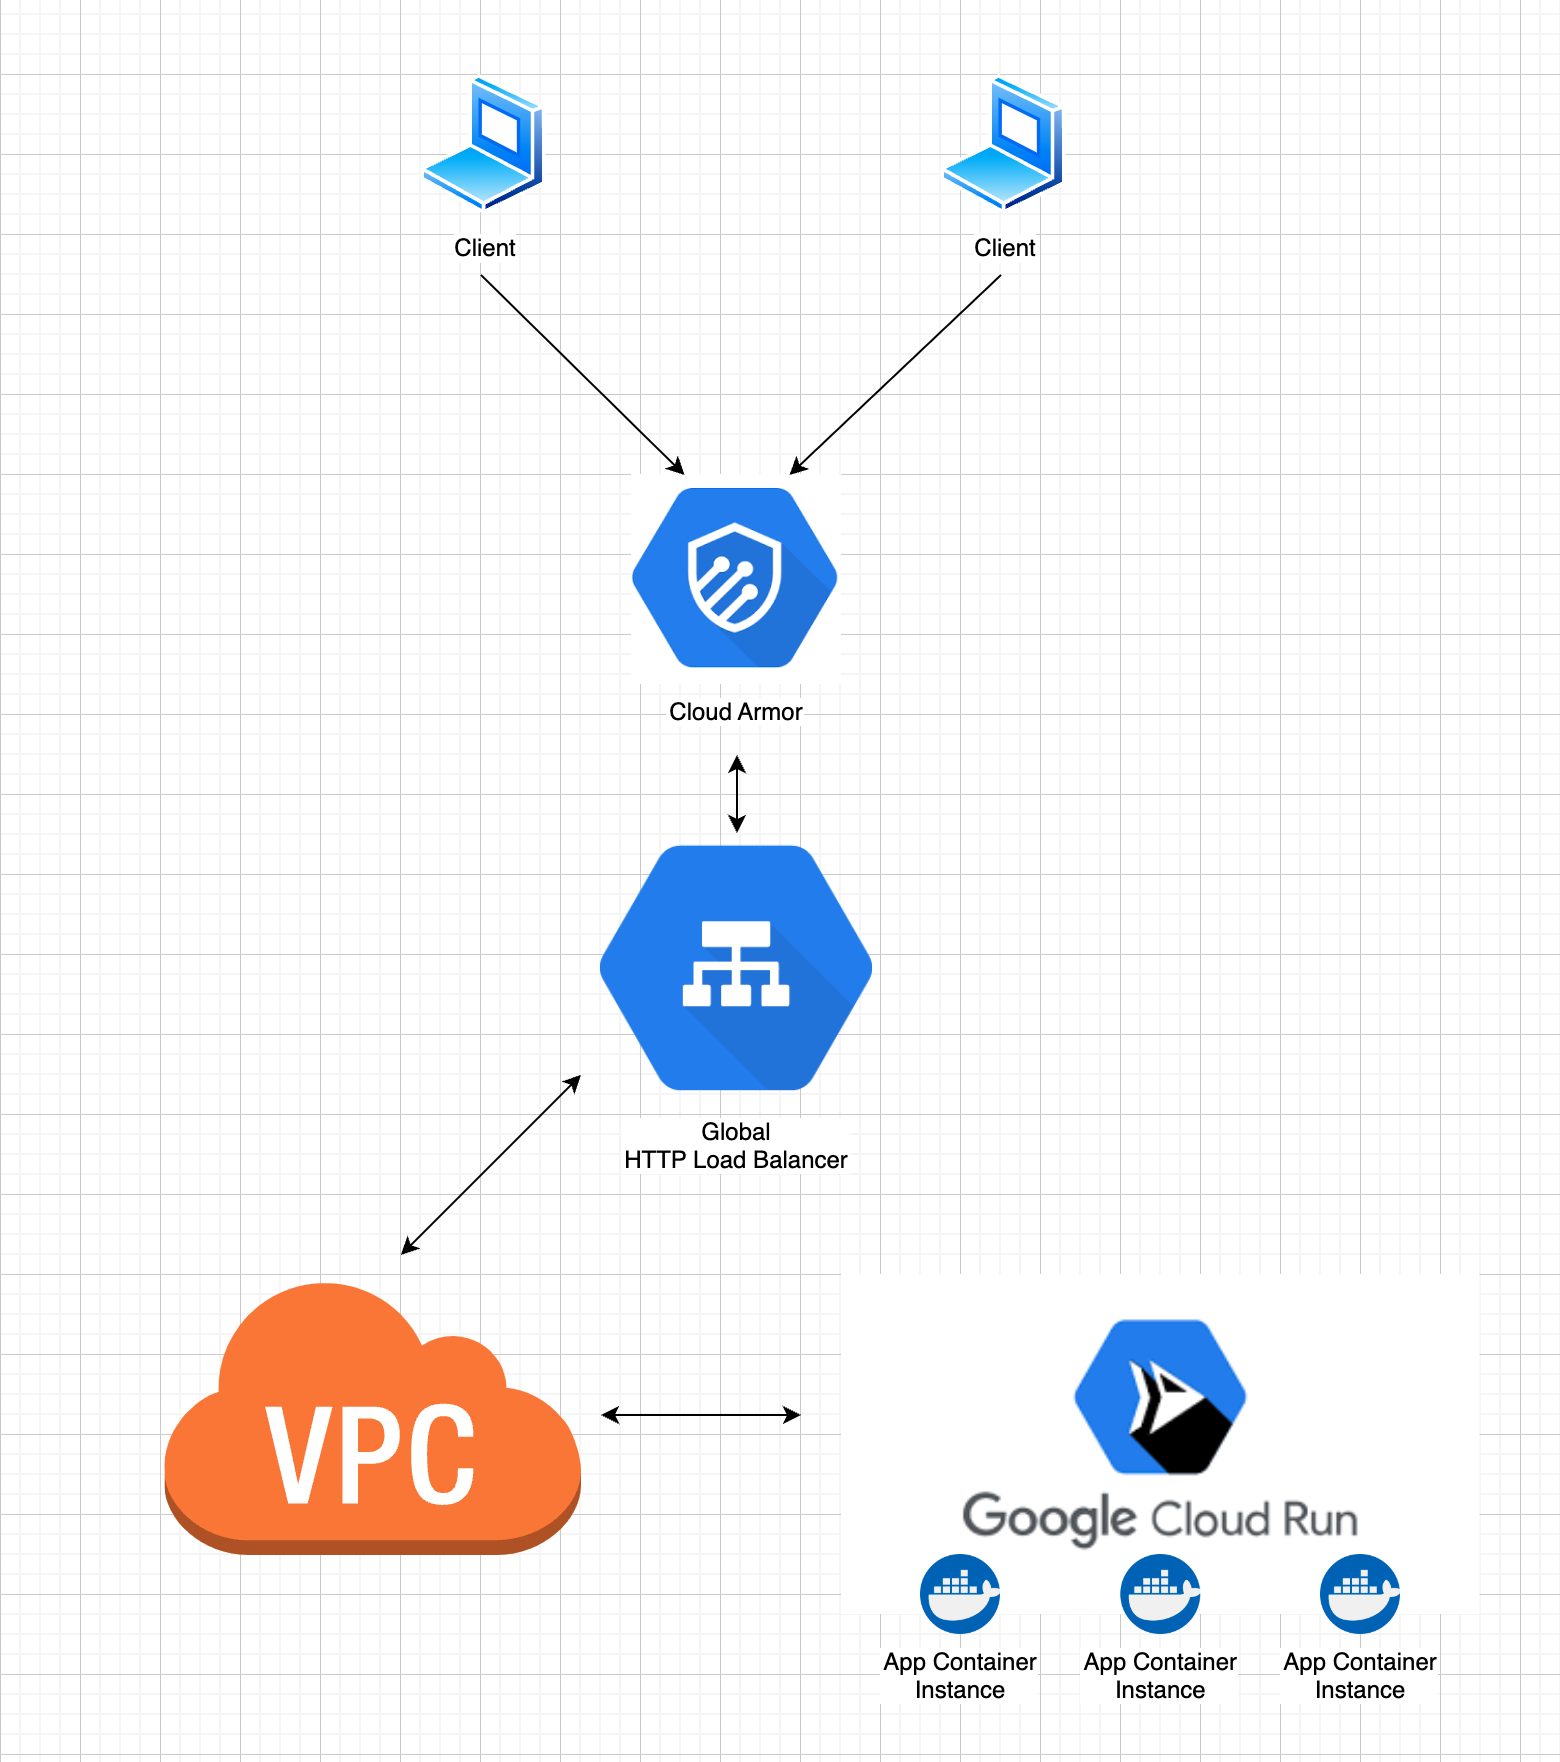 Client
Client
Cloud Armor
Global
HTTP Load Balancer
VPC
Google Cloud Run
App Container
Instance
App Container
Instance
App Container
Instance